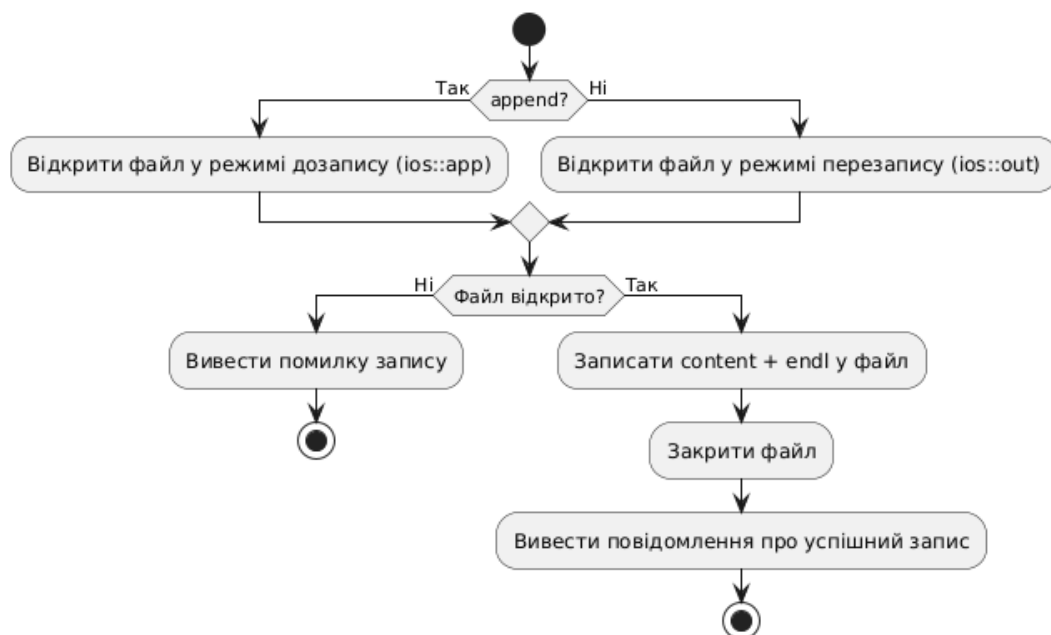 append?
Так
Ні
Відкрити файл у режимі дозапису (ios::app)
Відкрити файл у режимі перезапису (ios::out)
Файл відкрито?
Ні
Так
Вивести помилку запису
Записати content + endl у файл
Закрити файл
Вивести повідомлення про успішний запис